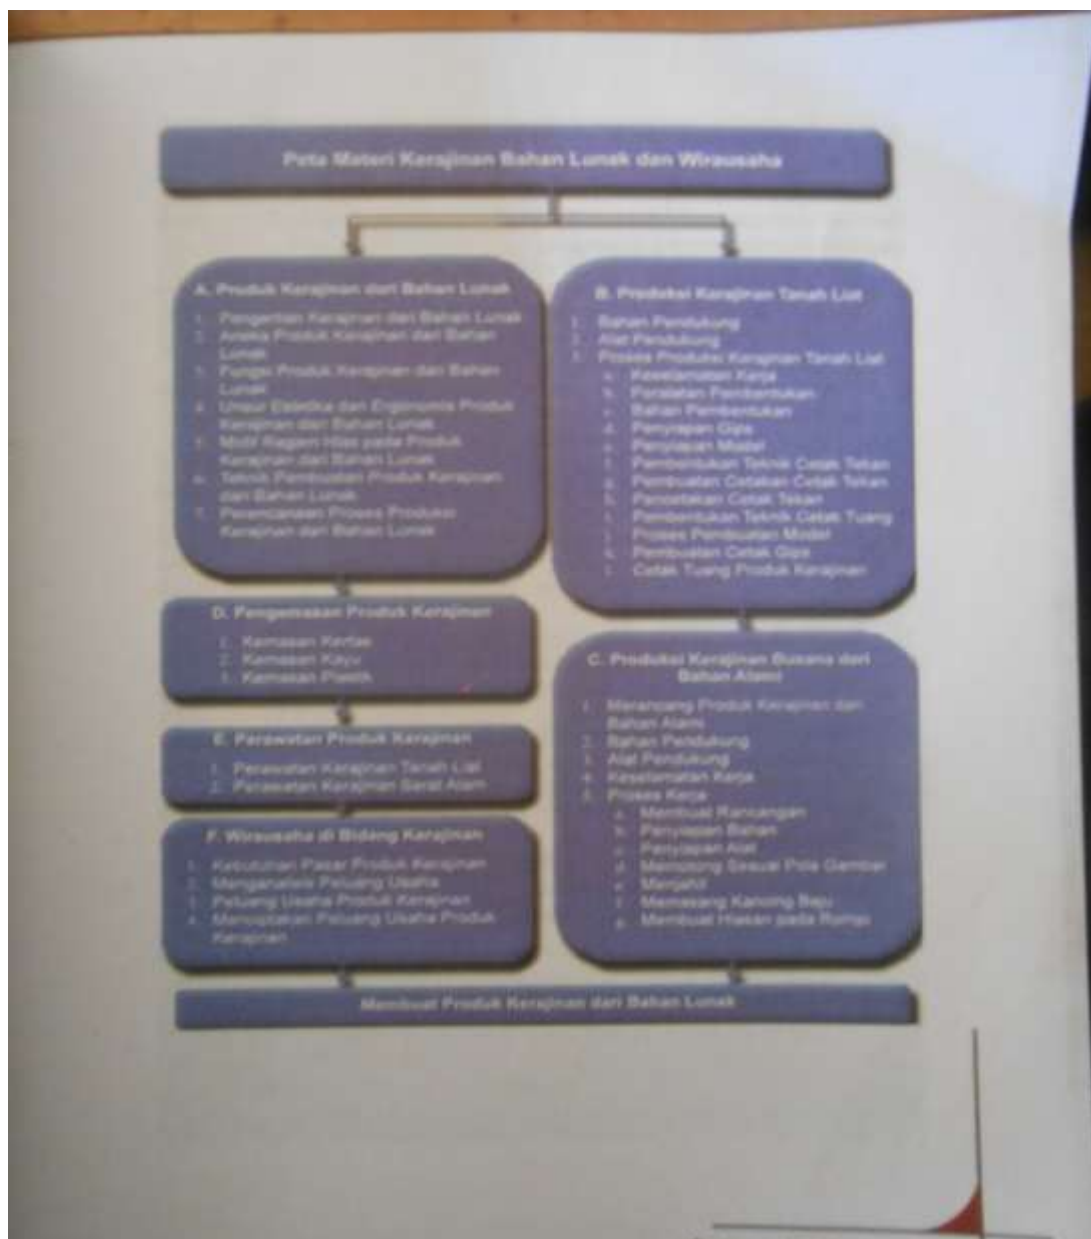 Peta Materi Kerajinan Bahan Lunak dan Wirausaha
A. Produk Kerajinan dari Bahan Lunak
1. Pengertian Kerajinan dari Bahan Lunak
2. Aneka Produk Kerajinan dari Bahan
Lunak
3. Fungsi Produk Kerajinan dari Bahan
Lunak
4. Unsur Estetika dan Ergonomis Produk
Kerajinan dari Bahan Lunak
5. Motif Ragam Hias pada Produk
Kerajinan dari Bahan Lunak
6. Teknik Pembuatan Produk Kerajinan
dari Bahan Lunak
7. Perencanaan Proses Produksi
Kerajinan dari Bahan Lunak
B. Produksi Kerajinan Tanah Liat
1. Bahan Pendukung
2. Alat Pendukung
3. Proses Produksi Kerajinan Tanah Liat
a. Keselamatan Kerja
b. Peralatan Pembentukan
c. Bahan Pembentukan
d. Penyiapan Gips
e. Penyiapan Model
f. Pembentukan Teknik Cetak Tekan
g. Pembuatan Cetakan Cetak Tekan
h. Pencetakan Cetak Tekan
i. Pembentukan Teknik Cetak Tuang
j. Proses Pembuatan Model
k. Pembuatan Cetak Gips
l. Cetak Tuang Produk Kerajinan
C. Produksi Kerajinan Busana dari
Bahan Alami
1. Merancang Produk Kerajinan dari
Bahan Alami
2. Bahan Pendukung
3. Alat Pendukung
4. Keselamatan Kerja
5. Proses Kerja
a. Membuat Rancangan
b. Penyiapan Bahan
c. Penyiapan Alat
d. Memotong Sesuai Pola Gambar
e. Menjahit
f. Memasang Kancing Baju
g. Membuat Hiasan pada Rompi
D. Pengemasan Produk Kerajinan
1. Kemasan Kertas
2. Kemasan Kayu
3. Kemasan Plastik
E. Perawatan Produk Kerajinan
1. Perawatan Kerajinan Tanah Liat
2. Perawatan Kerajinan Serat Alam
F. Wirausaha di Bidang Kerajinan
1. Kebutuhan Pasar Produk Kerajinan
2. Menganalisis Peluang Usaha
3. Peluang Usaha Produk Kerajinan
4. Menciptakan Peluang Usaha Produk
Kerajinan
Membuat Produk Kerajinan dari Bahan Lunak